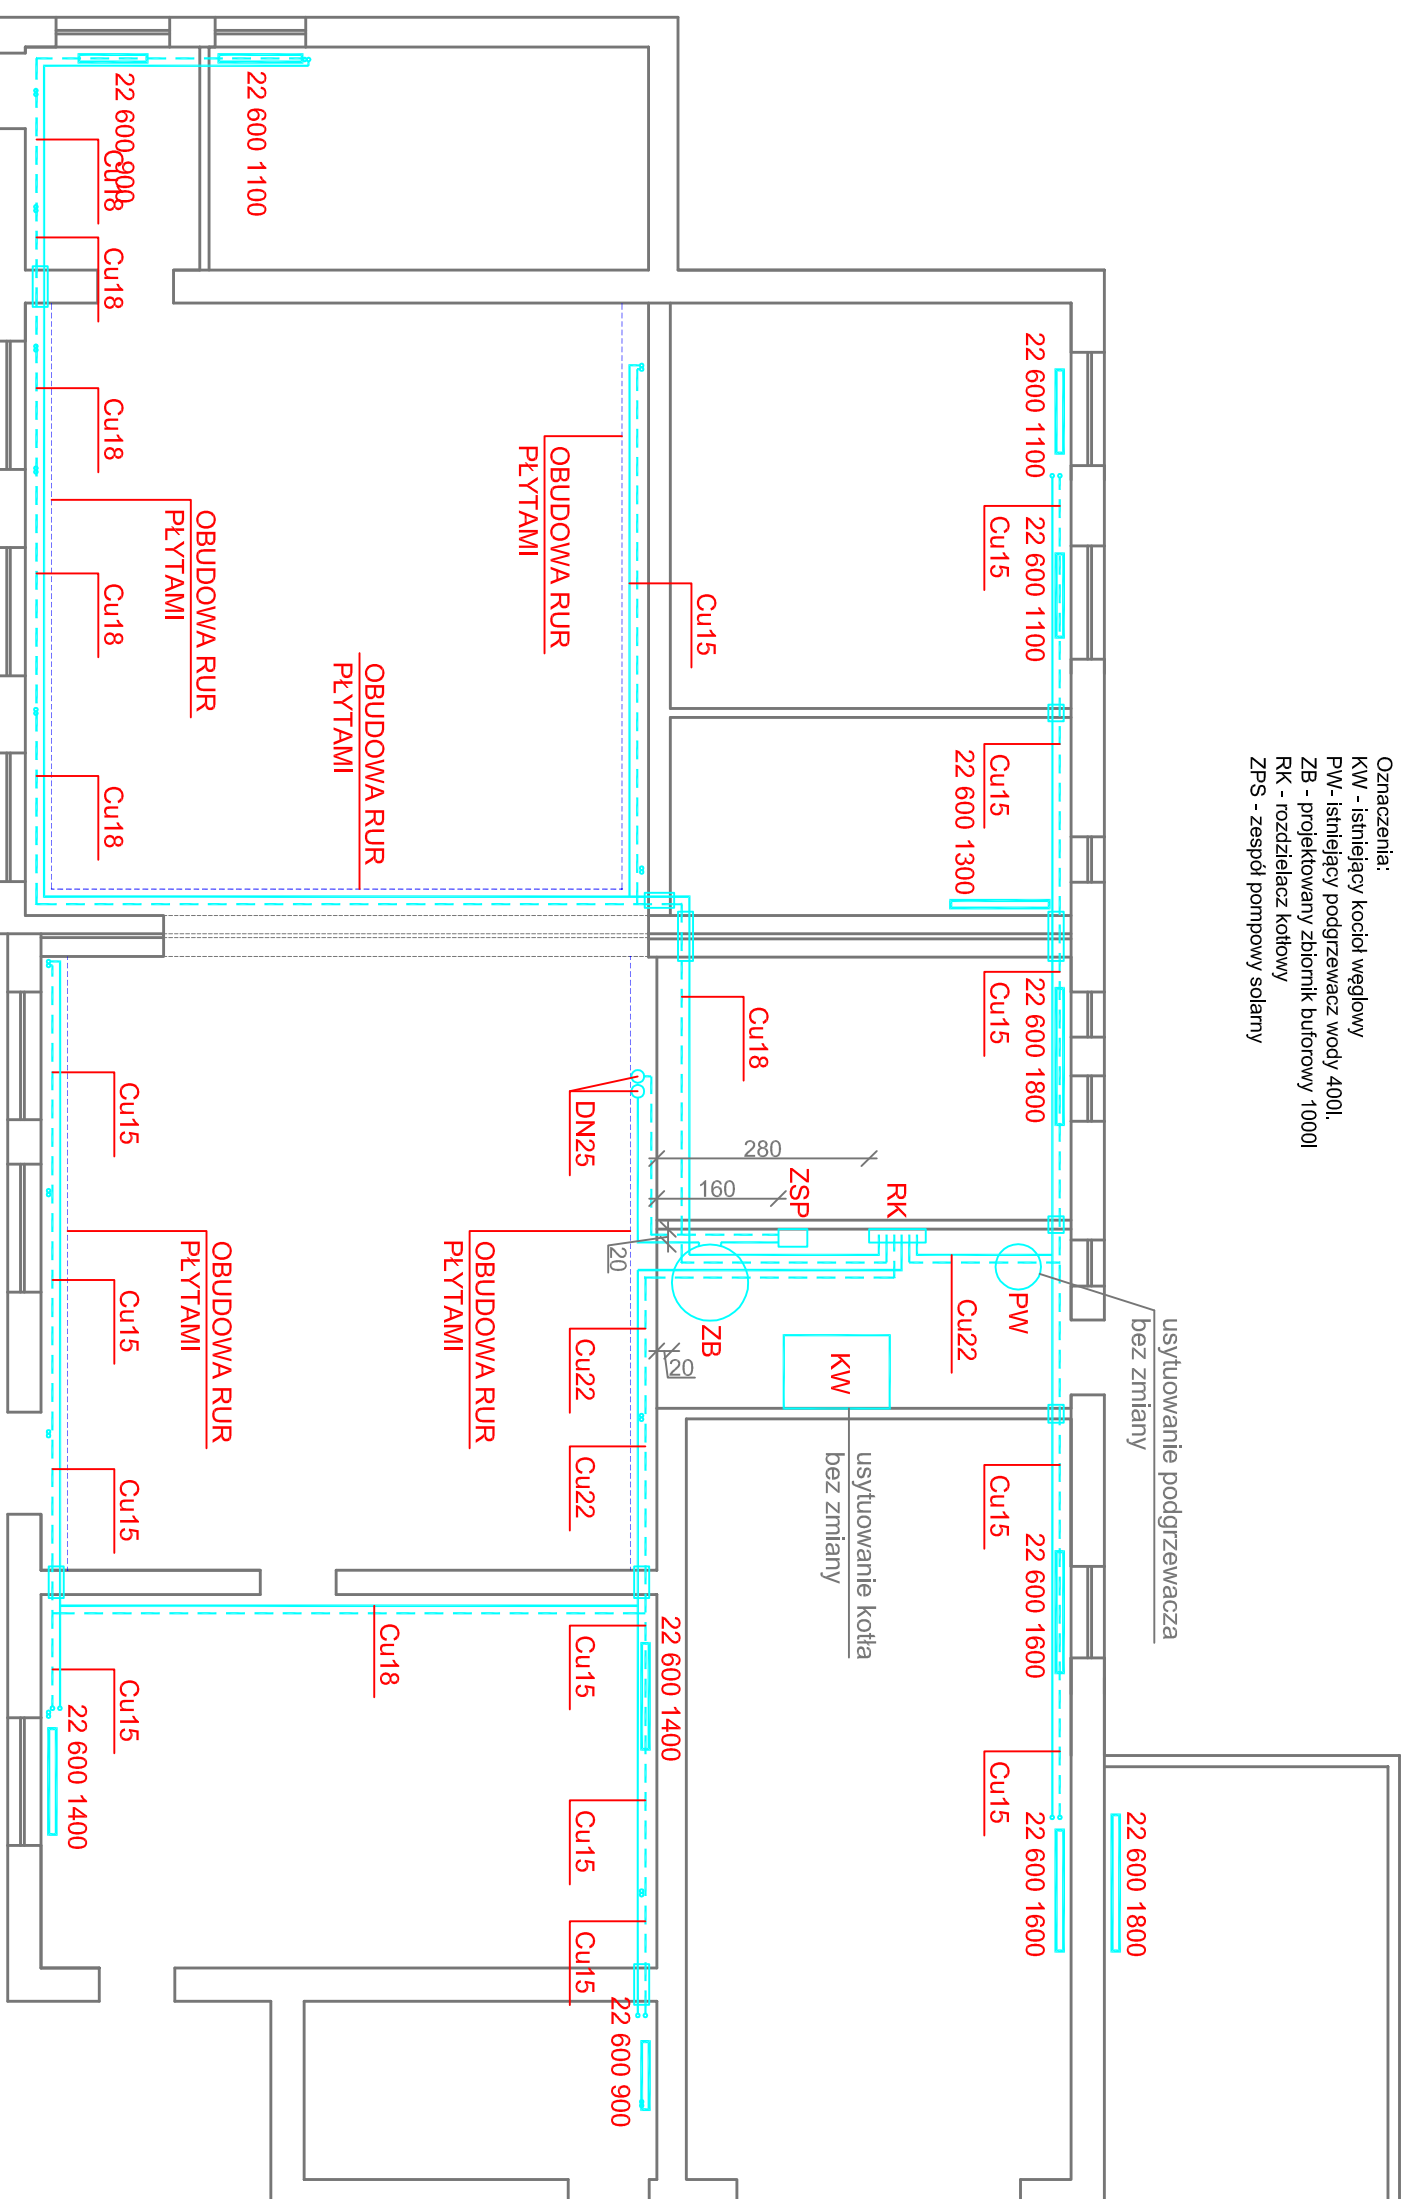 Oznaczenia:
KW - istniejący kocioł węglowy
PW- istniejący podgrzewacz wody 400l.
ZB - projektowany zbiornik buforowy 1000l
RK - rozdzielacz kotłowy
ZPS - zespół pompowy solarny
usytuowanie podgrzewacza
bez zmiany
22 600 1800
22 600 1100
22 600 1100
22 600 1800
22 600 1600
22 600 1600
Cu15
Cu15
Cu15
Cu15
Cu15
22 600 1300
PW
Cu22
RK
usytuowanie kotła
bez zmiany
KW
ZSP
280
160
Cu18
Cu15
ZB
20
20
22 600 1400
OBUDOWA RUR
PŁYTAMI
DN25
Cu22
Cu22
Cu15
Cu15
Cu15
22 600 900
OBUDOWA RUR
PŁYTAMI
OBUDOWA RUR
PŁYTAMI
Cu18
22 600 1100
OBUDOWA RUR
PŁYTAMI
OBUDOWA RUR
PŁYTAMI
22 600 900
Cu18
Cu18
Cu18
Cu18
Cu18
Cu15
Cu15
Cu15
Cu15
22 600 1400